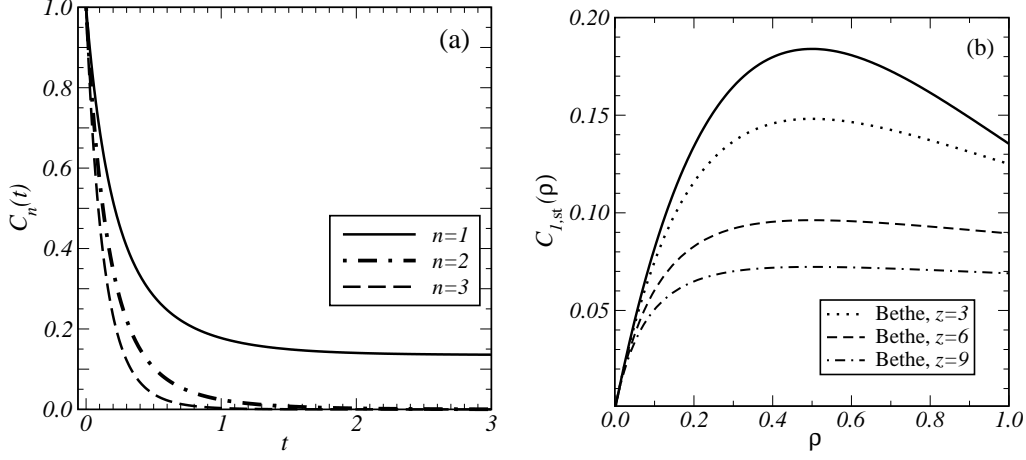 (a)
1.0
0.8
0.6
0.4
0.2
0.0
C_n(t)
n=1
n=2
n=3
0
1
2
3
t
(b)
0.20
0.15
0.10
0.05
C_{1,st}(ρ)
Bethe, z=3
Bethe, z=6
Bethe, z=9
0.0
0.2
0.4
0.6
0.8
1.0
ρ